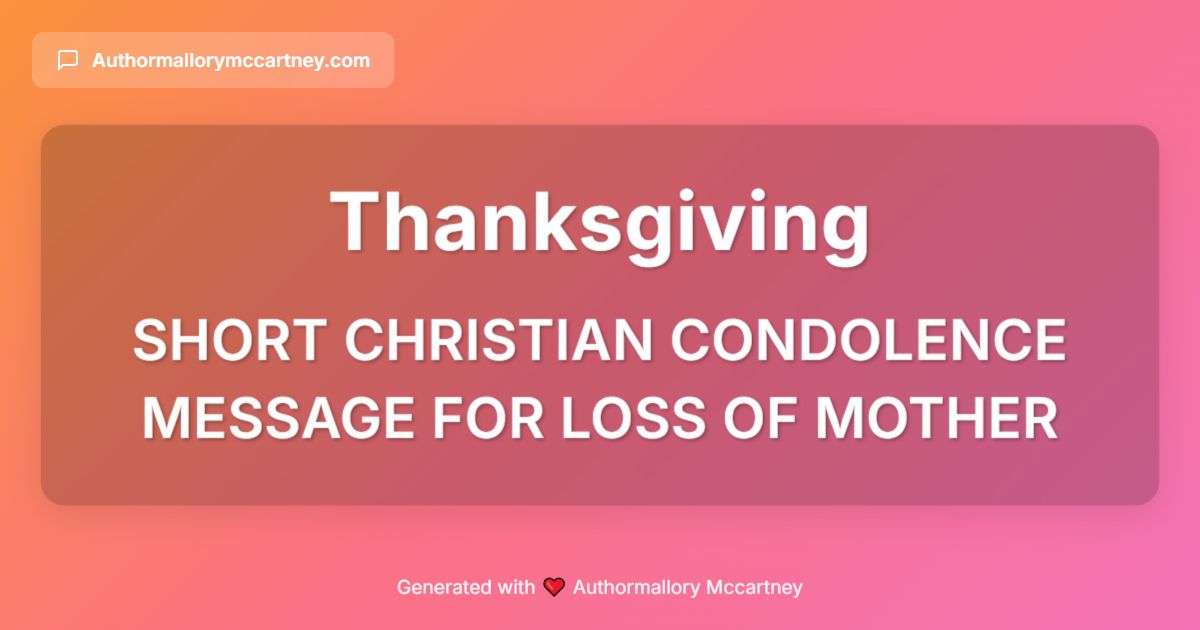 Authormallorymccartney.com
Thanksgiving
SHORT CHRISTIAN CONDOLENCE
MESSAGE FOR LOSS OF MOTHER
Generated with ❤️ Authormallory Mccartney